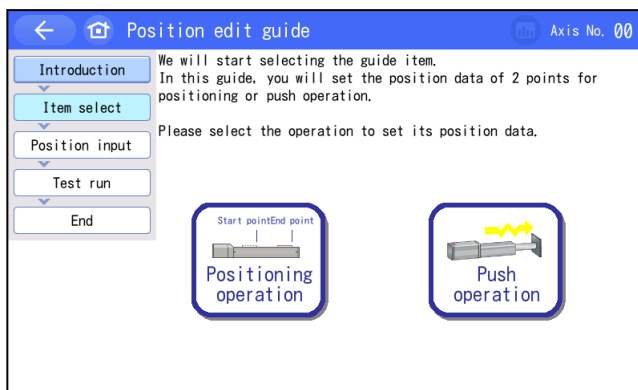 Position edit guide
Axis No. 00
Introduction
Item select
Position input
Test run
End
We will start selecting the guide item.
In this guide, you will set the position data of 2 points for
positioning or push operation.
Please select the operation to set its position data.
Start pointEnd point
Positioning
operation
Push
operation